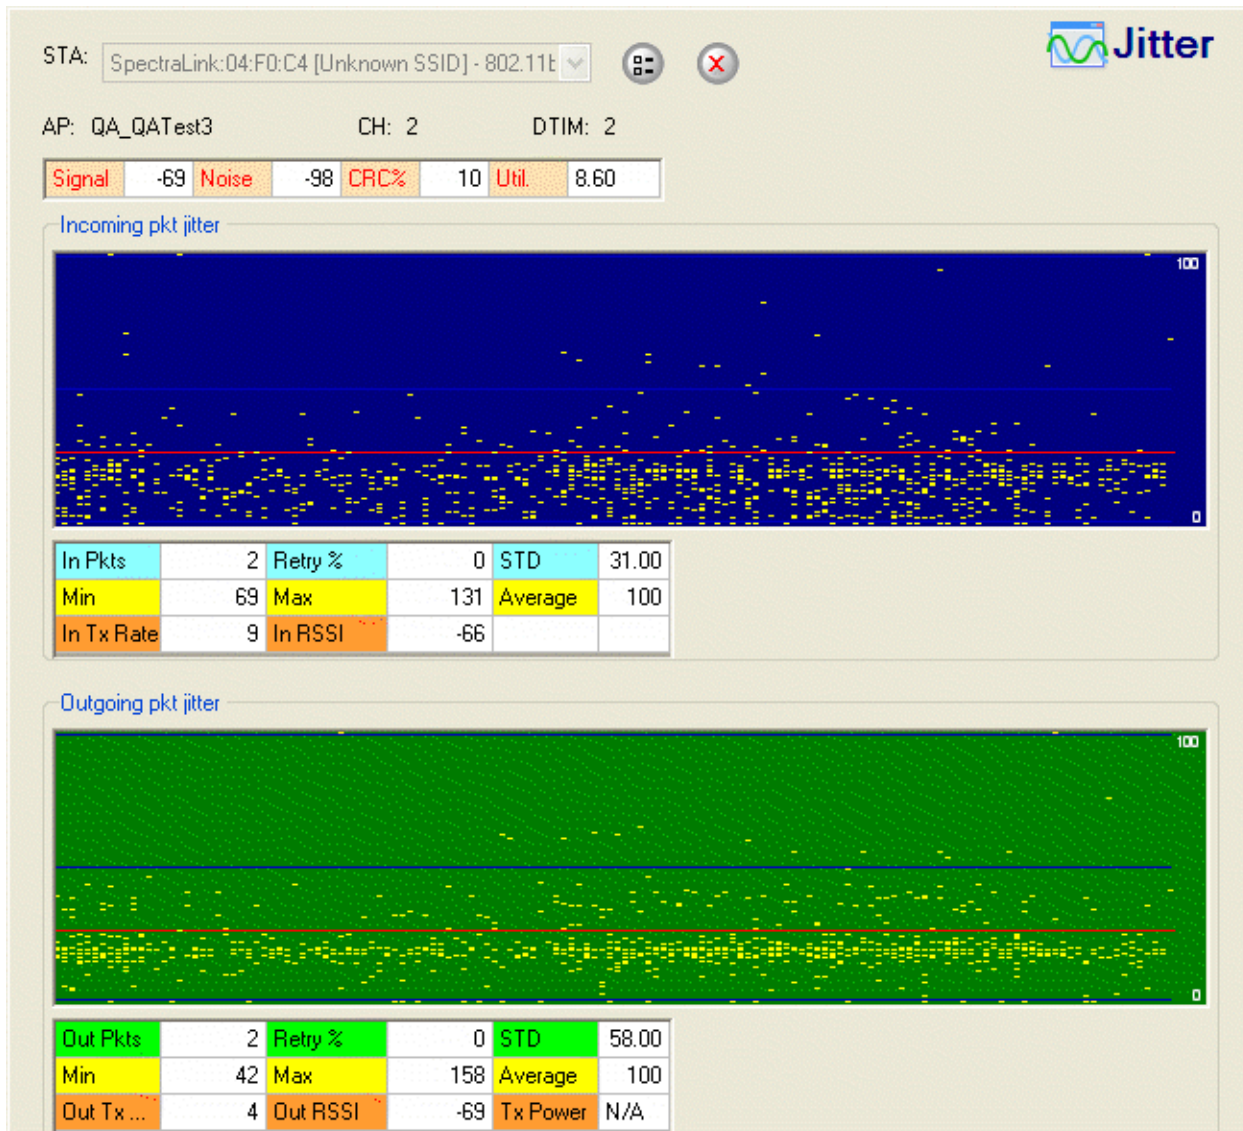 STA: SpectraLink:04:F0:C4 [Unknown SSID] - 802.11b
Jitter
AP: QA_QATest3 CH: 2 DTIM: 2
Signal -69 Noise -98 CRC% 10 Util. 8.60
Incoming pkt jitter
100
0
In Pkts 2 Retry % 0 STD 31.00
Min 69 Max 131 Average 100
In Tx Rate 9 In RSSI -66
Outgoing pkt jitter
100
0
Out Pkts 2 Retry % 0 STD 58.00
Min 42 Max 158 Average 100
Out Tx ... 4 Out RSSI -69 Tx Power N/A